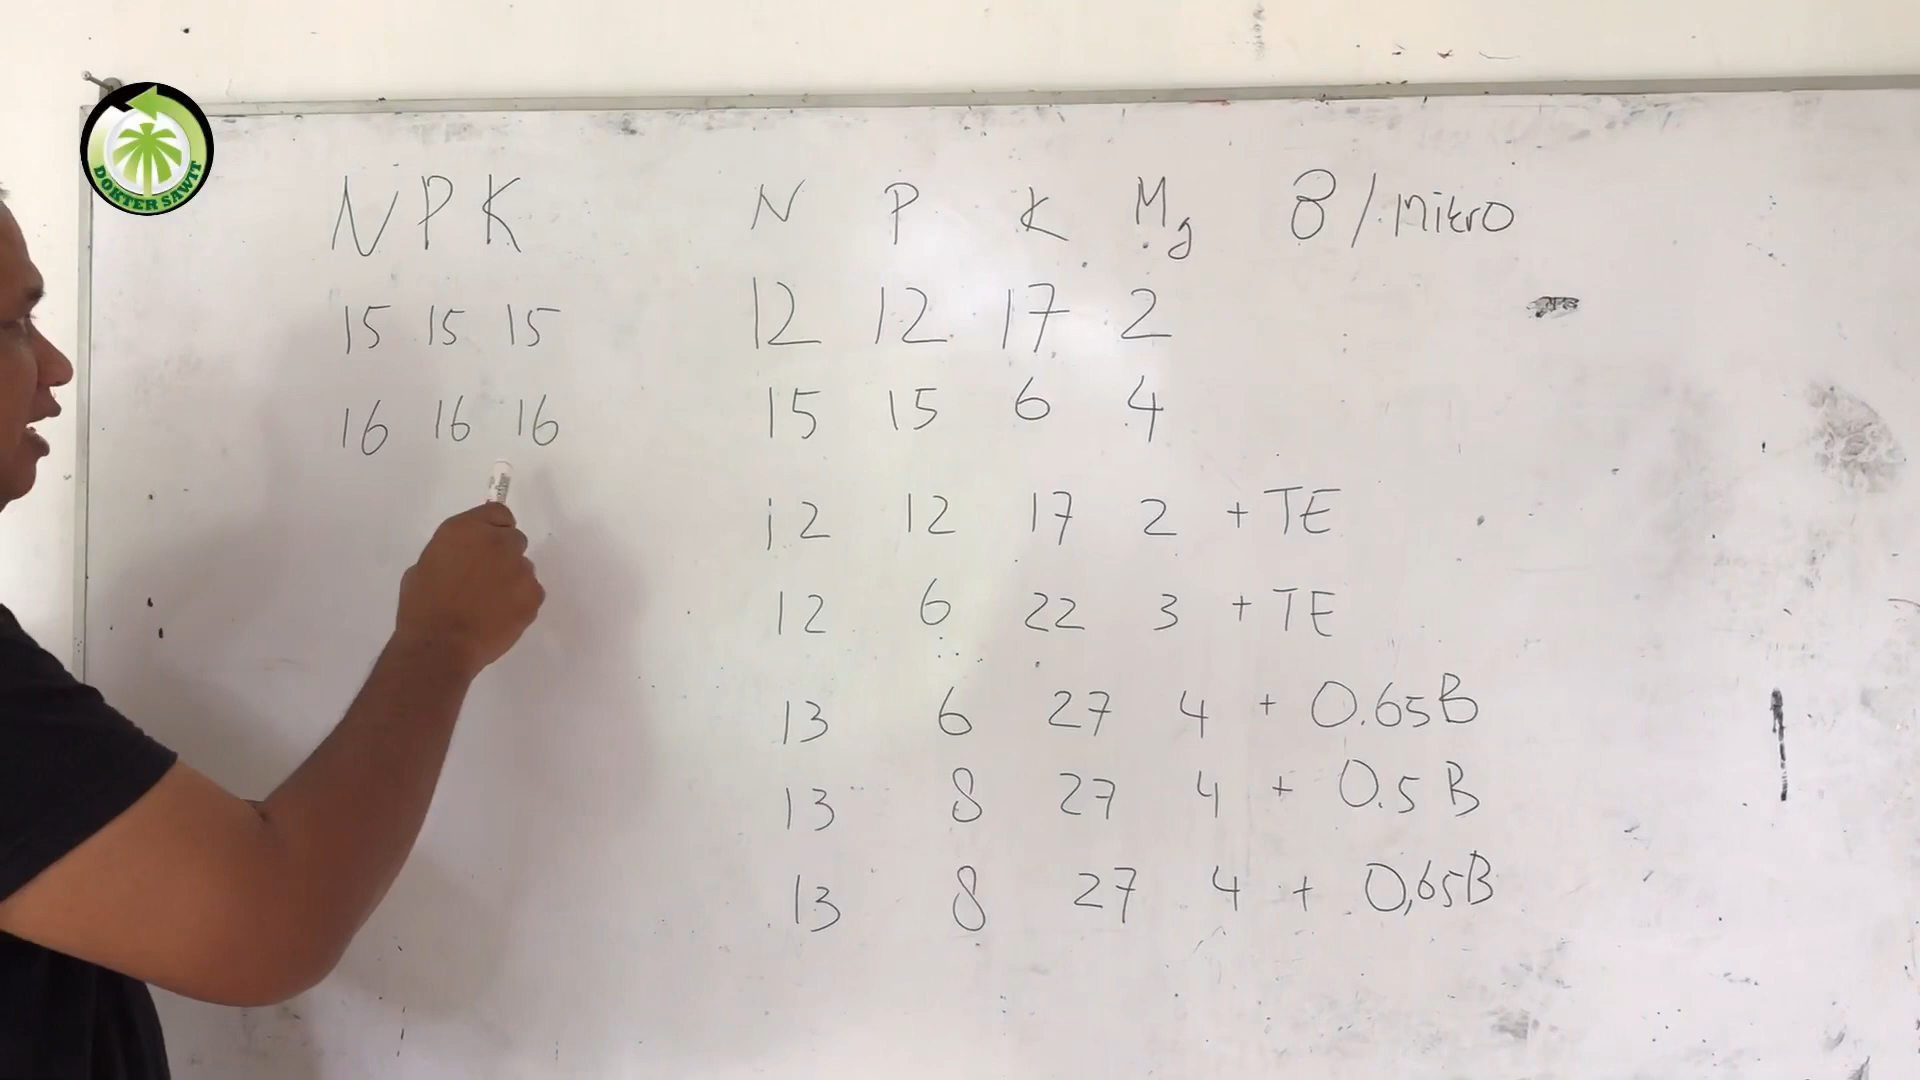 DOKTER SAWIT
N P K
15 15 15
16 16 16
N P K Mg B / mikro
12 12 17 2
15 15 6 4
12 12 17 2 + TE
12 6 22 3 + TE
13 6 27 4 + 0.65B
13 8 27 4 + 0.5 B
13 8 27 4 + 0,65B